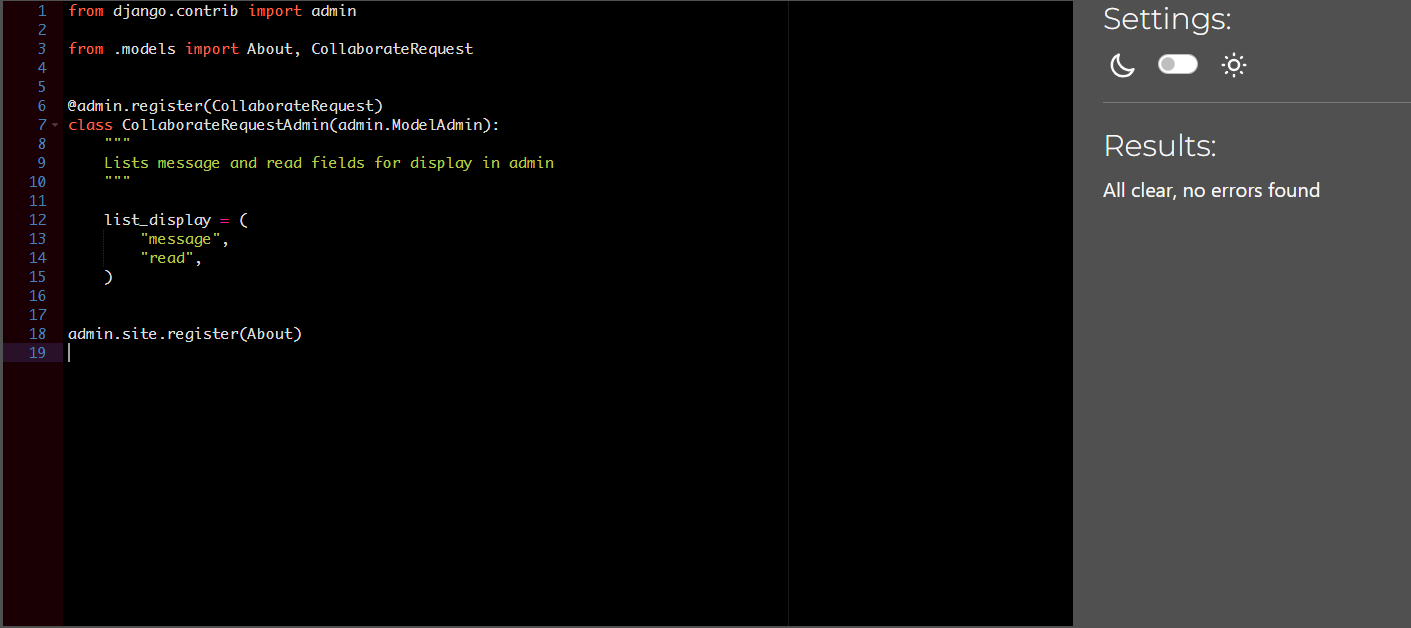 1 from django.contrib import admin
2
3 from .models import About, CollaborateRequest
4
5
6 @admin.register(CollaborateRequest)
7 class CollaborateRequestAdmin(admin.ModelAdmin):
8     """
9     Lists message and read fields for display in admin
10     """
11
12     list_display = (
13         "message",
14         "read",
15     )
16
17
18 admin.site.register(About)
19
Settings:
Results:
All clear, no errors found